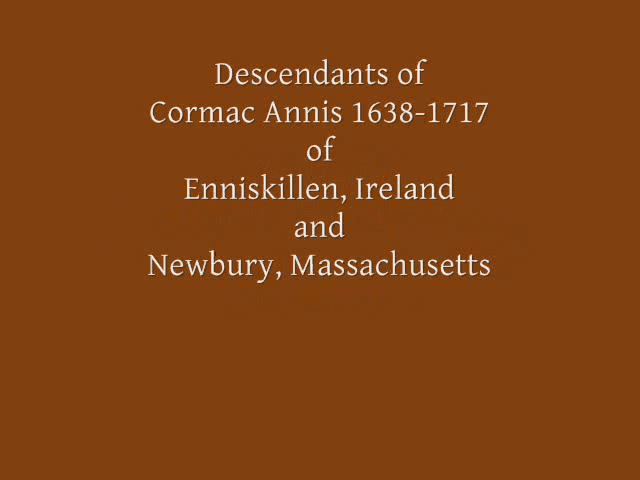 Descendants of
Cormac Annis 1638-1717
of
Enniskillen, Ireland
and
Newbury, Massachusetts